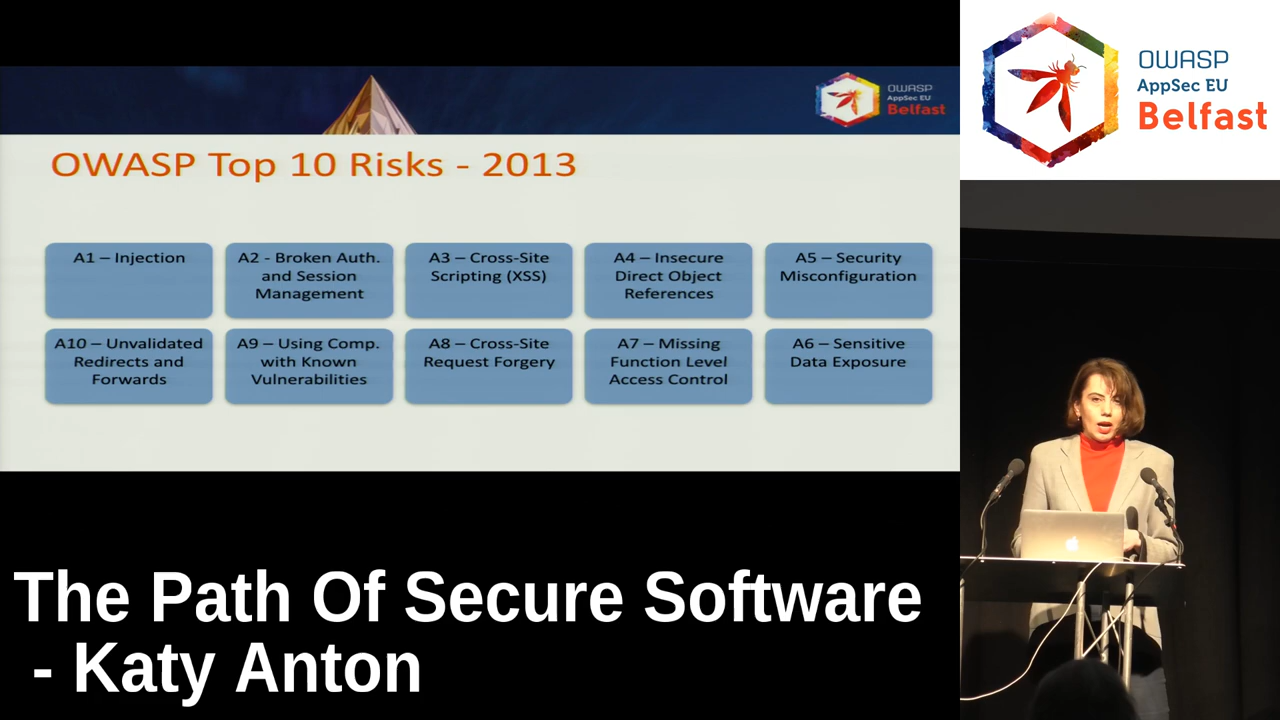 OWASP
AppSec EU
Belfast
OWASP Top 10 Risks - 2013
A1 – Injection
A2 - Broken Auth.
and Session
Management
A3 – Cross-Site
Scripting (XSS)
A4 – Insecure
Direct Object
References
A5 – Security
Misconfiguration
A10 – Unvalidated
Redirects and
Forwards
A9 – Using Comp.
with Known
Vulnerabilities
A8 – Cross-Site
Request Forgery
A7 – Missing
Function Level
Access Control
A6 – Sensitive
Data Exposure
OWASP
AppSec EU
Belfast
The Path Of Secure Software
- Katy Anton